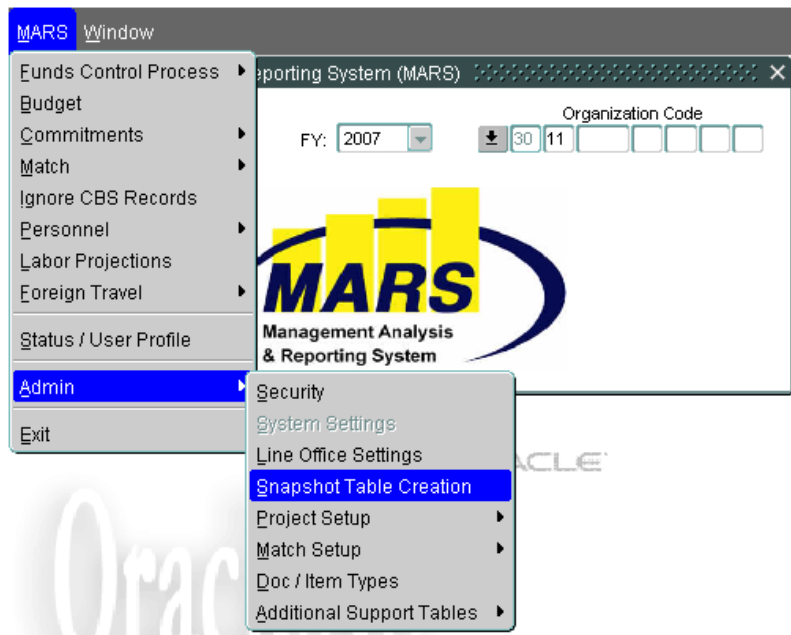 MARS Window
Funds Control Process
Budget
Commitments
Match
Ignore CBS Records
Personnel
Labor Projections
Foreign Travel
Status / User Profile
Admin
Exit
eporting System (MARS)
Organization Code
FY: 2007 30 11
MARS
Management Analysis
& Reporting System
Security
System Settings
Line Office Settings
Snapshot Table Creation
Project Setup
Match Setup
Doc / Item Types
Additional Support Tables
ACLE
Orac